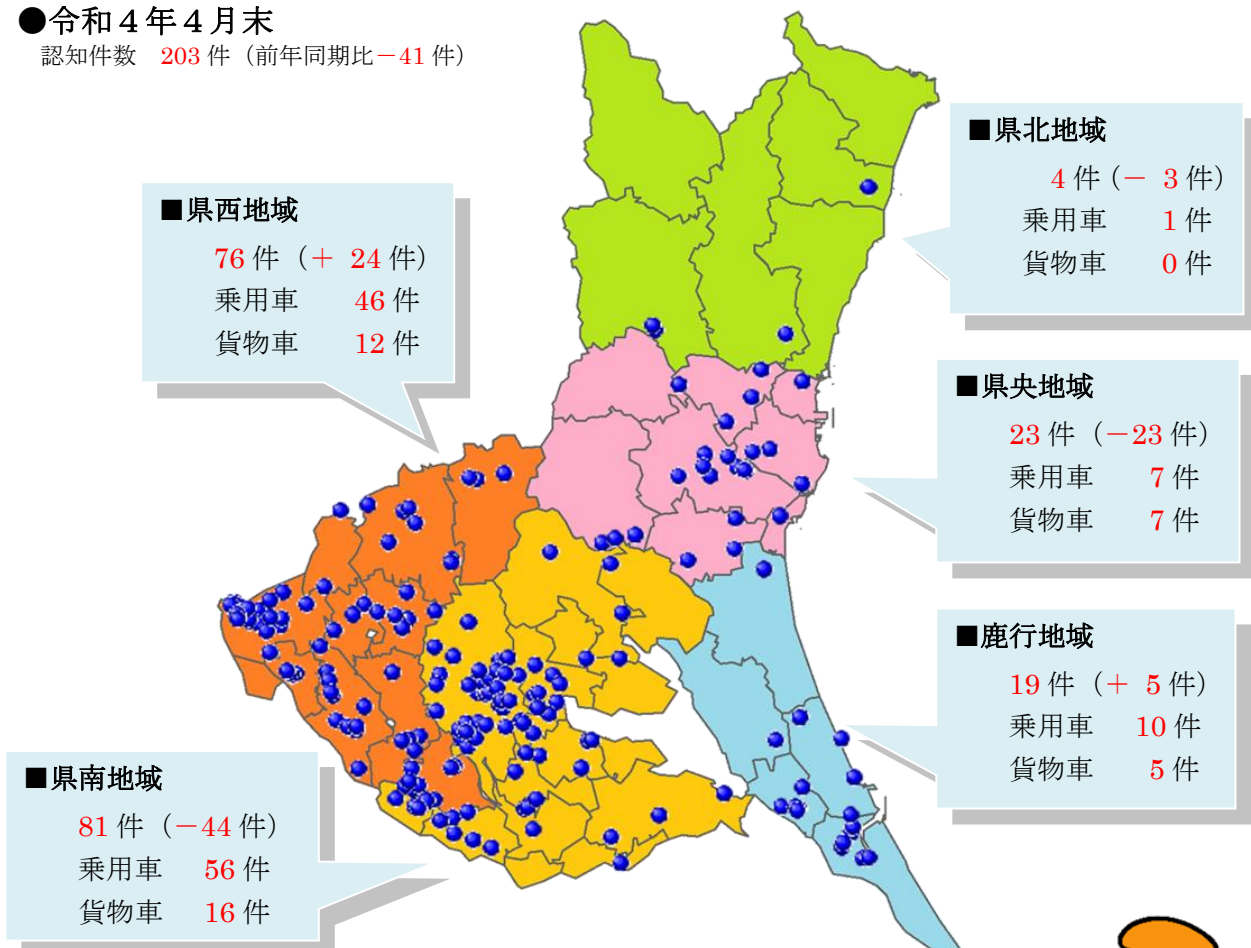 ●令和４年４月末
認知件数 203 件（前年同期比－41 件）
■県北地域
4 件（－ 3 件）
乗用車 1 件
貨物車 0 件
■県西地域
76 件（＋ 24 件）
乗用車 46 件
貨物車 12 件
■県央地域
23 件（－23 件）
乗用車 7 件
貨物車 7 件
■鹿行地域
19 件（＋ 5 件）
乗用車 10 件
貨物車 5 件
■県南地域
81 件（－44 件）
乗用車 56 件
貨物車 16 件